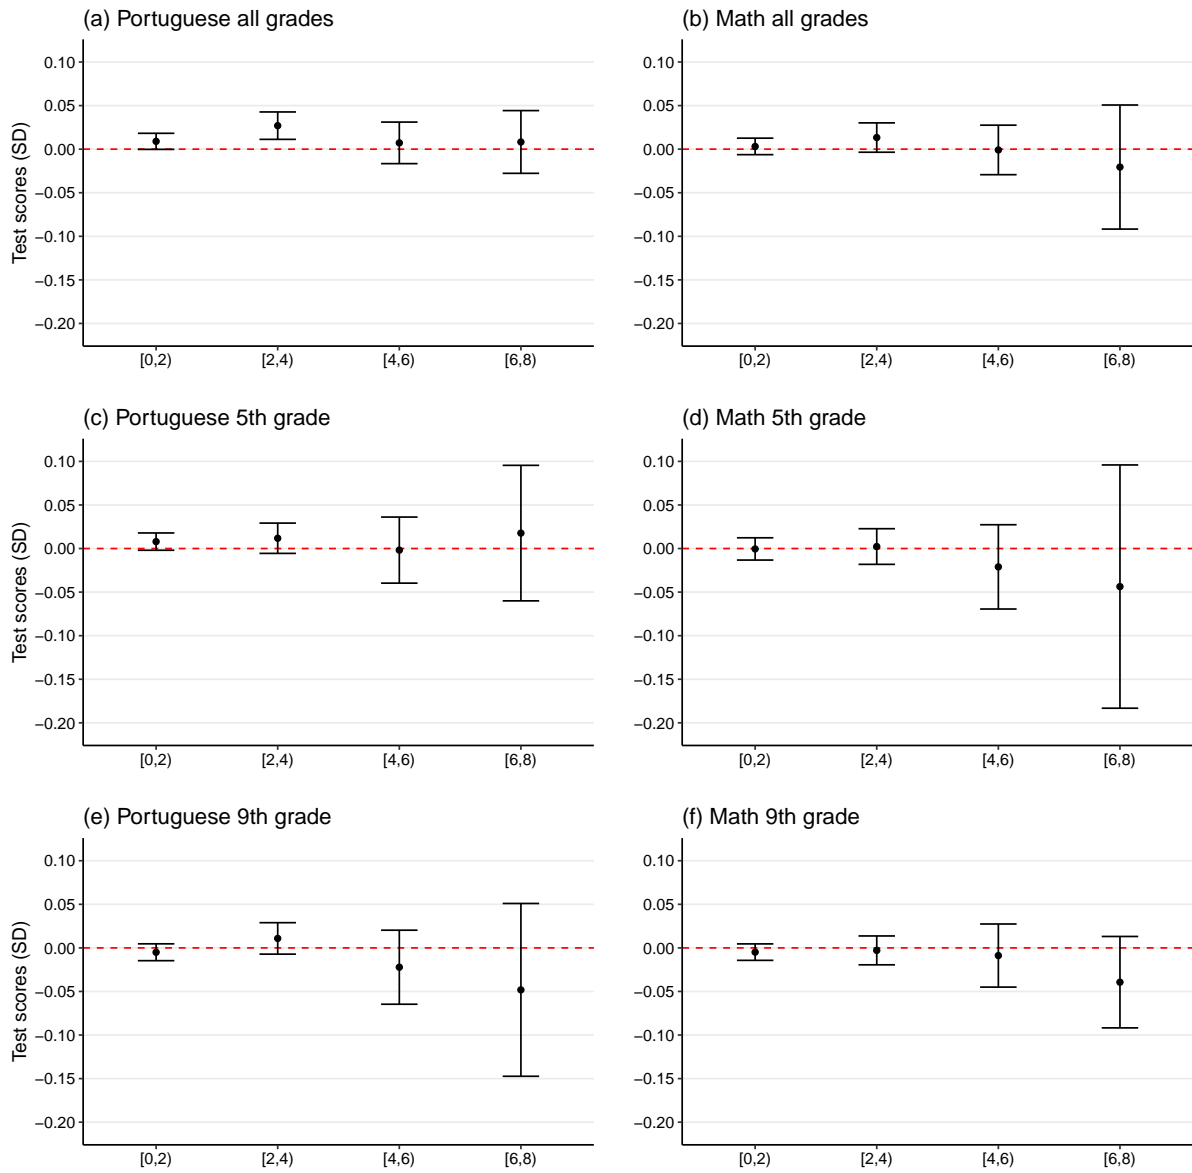 (a) Portuguese all grades
Test scores (SD)
0.10
0.05
0.00
−0.05
−0.10
−0.15
−0.20
[0,2) [2,4) [4,6) [6,8)
(b) Math all grades
0.10
0.05
0.00
−0.05
−0.10
−0.15
−0.20
[0,2) [2,4) [4,6) [6,8)
(c) Portuguese 5th grade
Test scores (SD)
0.10
0.05
0.00
−0.05
−0.10
−0.15
−0.20
[0,2) [2,4) [4,6) [6,8)
(d) Math 5th grade
0.10
0.05
0.00
−0.05
−0.10
−0.15
−0.20
[0,2) [2,4) [4,6) [6,8)
(e) Portuguese 9th grade
Test scores (SD)
0.10
0.05
0.00
−0.05
−0.10
−0.15
−0.20
[0,2) [2,4) [4,6) [6,8)
(f) Math 9th grade
0.10
0.05
0.00
−0.05
−0.10
−0.15
−0.20
[0,2) [2,4) [4,6) [6,8)